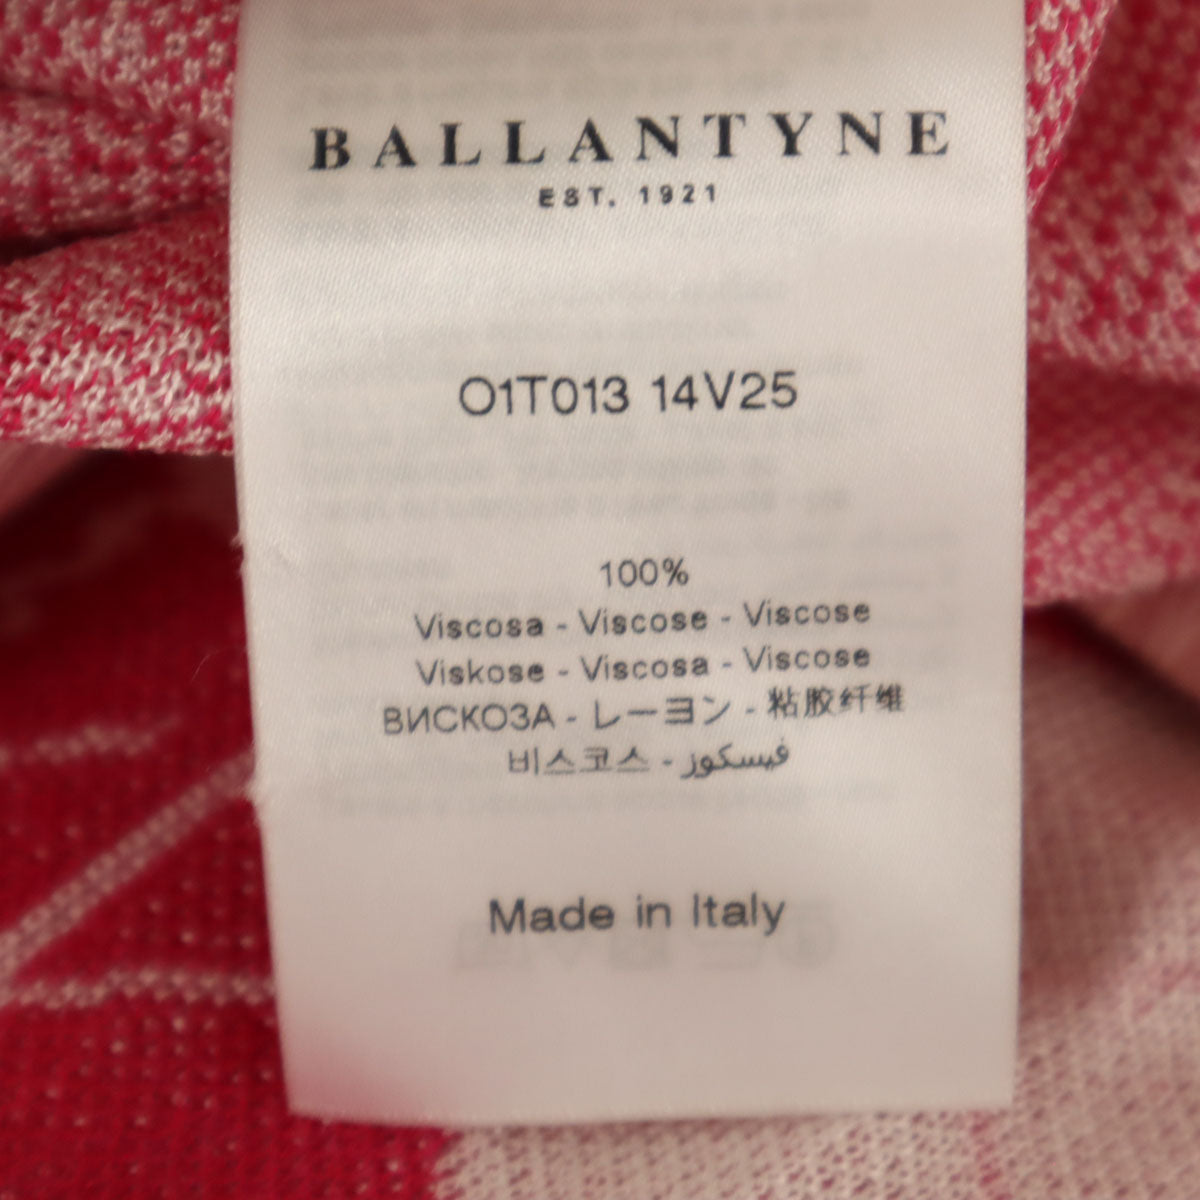 BALLANTYNE
EST. 1921
O1T013 14V25
100%
Viscosa - Viscose - Viscose
Viskose - Viscosa - Viscose
ВИСКОЗА - レーヨン - 粘胶纤维
비스코스 - فيسكوز
Made in Italy